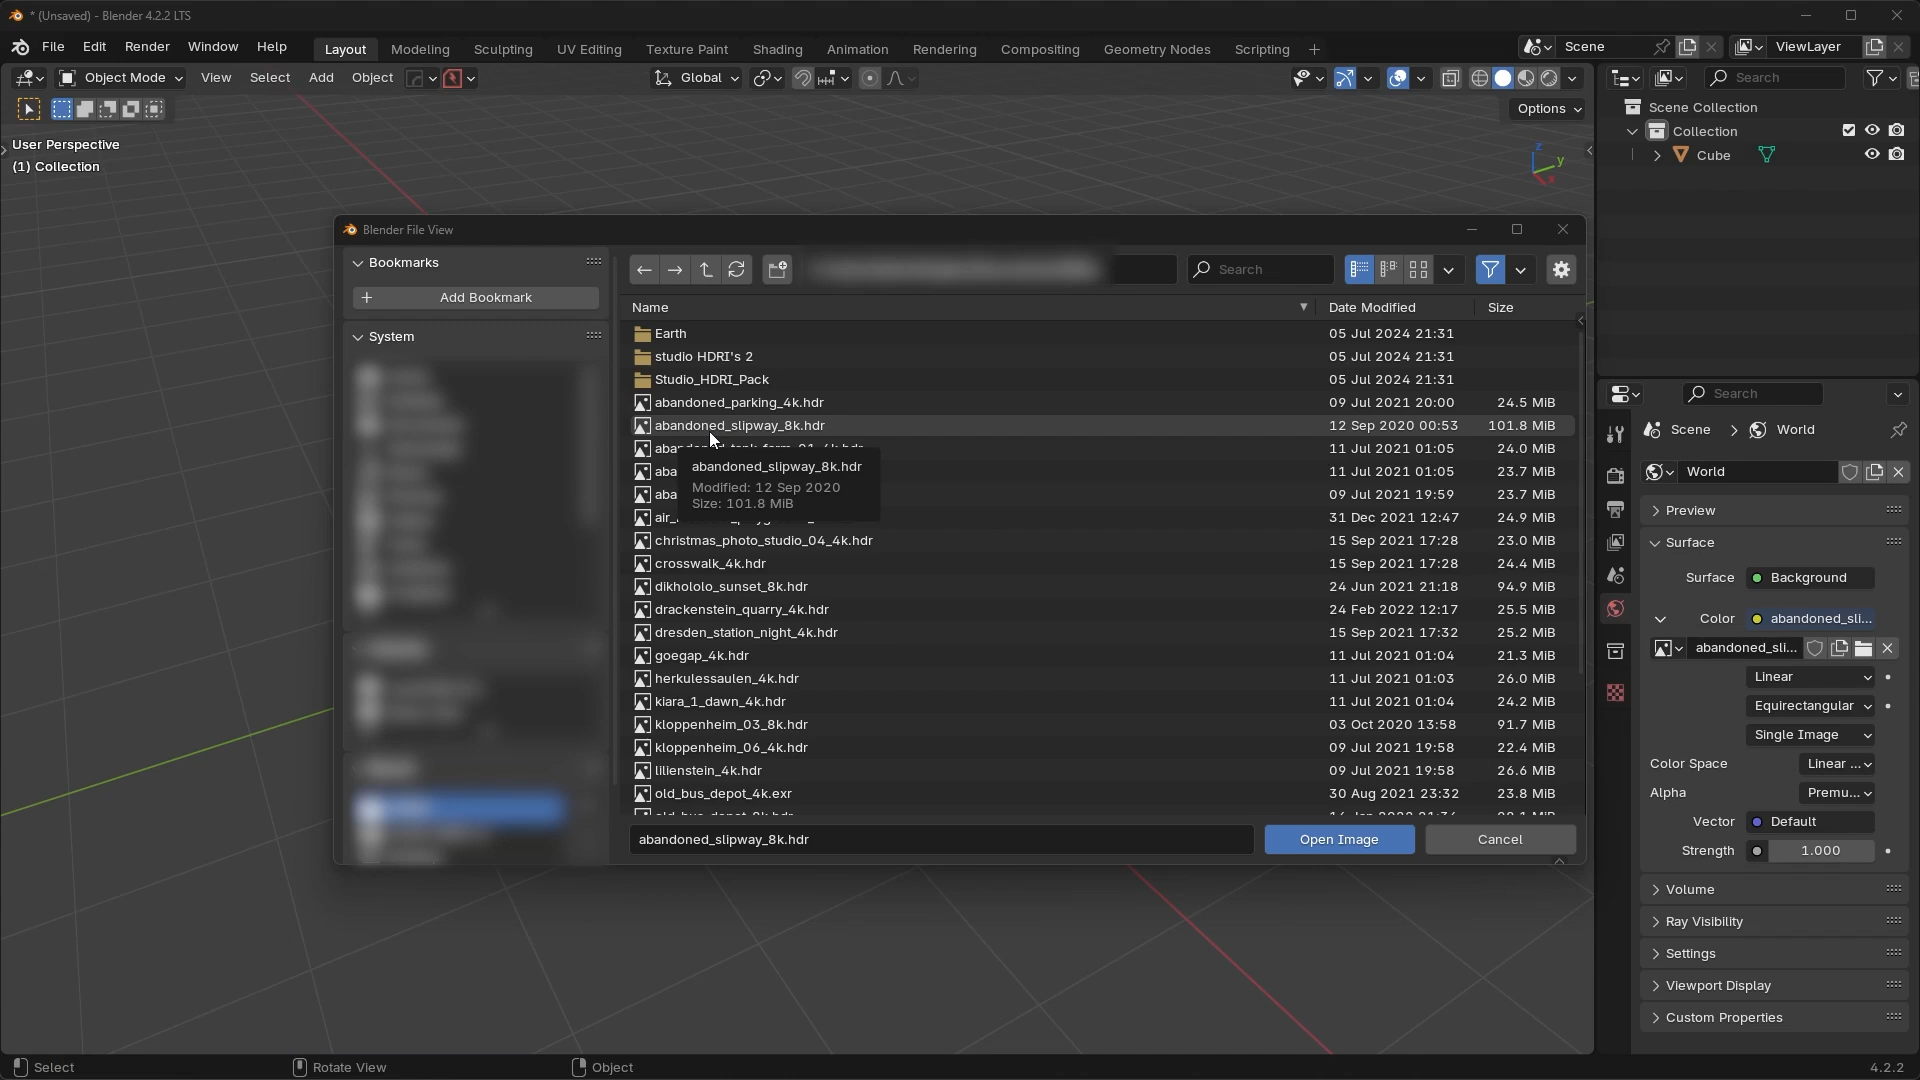 * (Unsaved) - Blender 4.2.2 LTS
File Edit Render Window Help
Layout Modeling Sculpting UV Editing Texture Paint Shading Animation Rendering Compositing Geometry Nodes Scripting +
Scene
ViewLayer
Object Mode View Select Add Object
Global
Search
Options
User Perspective
(1) Collection
z
y
x
Scene Collection
Collection
Cube
Blender File View
Bookmarks
Add Bookmark
System
Search
Name Date Modified Size
Earth 05 Jul 2024 21:31
studio HDRI's 2 05 Jul 2024 21:31
Studio_HDRI_Pack 05 Jul 2024 21:31
abandoned_parking_4k.hdr 09 Jul 2021 20:00 24.5 MiB
abandoned_slipway_8k.hdr 12 Sep 2020 00:53 101.8 MiB
abandoned_tank_farm_01_4k.hdr 11 Jul 2021 01:05 24.0 MiB
aba 11 Jul 2021 01:05 23.7 MiB
aba 09 Jul 2021 19:59 23.7 MiB
air_ 31 Dec 2021 12:47 24.9 MiB
abandoned_slipway_8k.hdr
Modified: 12 Sep 2020
Size: 101.8 MiB
christmas_photo_studio_04_4k.hdr 15 Sep 2021 17:28 23.0 MiB
crosswalk_4k.hdr 15 Sep 2021 17:28 24.4 MiB
dikhololo_sunset_8k.hdr 24 Jun 2021 21:18 94.9 MiB
drackenstein_quarry_4k.hdr 24 Feb 2022 12:17 25.5 MiB
dresden_station_night_4k.hdr 15 Sep 2021 17:32 25.2 MiB
goegap_4k.hdr 11 Jul 2021 01:04 21.3 MiB
herkulessaulen_4k.hdr 11 Jul 2021 01:03 26.0 MiB
kiara_1_dawn_4k.hdr 11 Jul 2021 01:04 24.2 MiB
kloppenheim_03_8k.hdr 03 Oct 2020 13:58 91.7 MiB
kloppenheim_06_4k.hdr 09 Jul 2021 19:58 22.4 MiB
lilienstein_4k.hdr 09 Jul 2021 19:58 26.6 MiB
old_bus_depot_4k.exr 30 Aug 2021 23:32 23.8 MiB
abandoned_slipway_8k.hdr
Open Image
Cancel
Search
Scene > World
World
Preview
Surface
Surface Background
Color abandoned_sli...
abandoned_sli...
Linear
Equirectangular
Single Image
Color Space Linear ...
Alpha Premu...
Vector Default
Strength 1.000
Volume
Ray Visibility
Settings
Viewport Display
Custom Properties
Select
Rotate View
Object
4.2.2